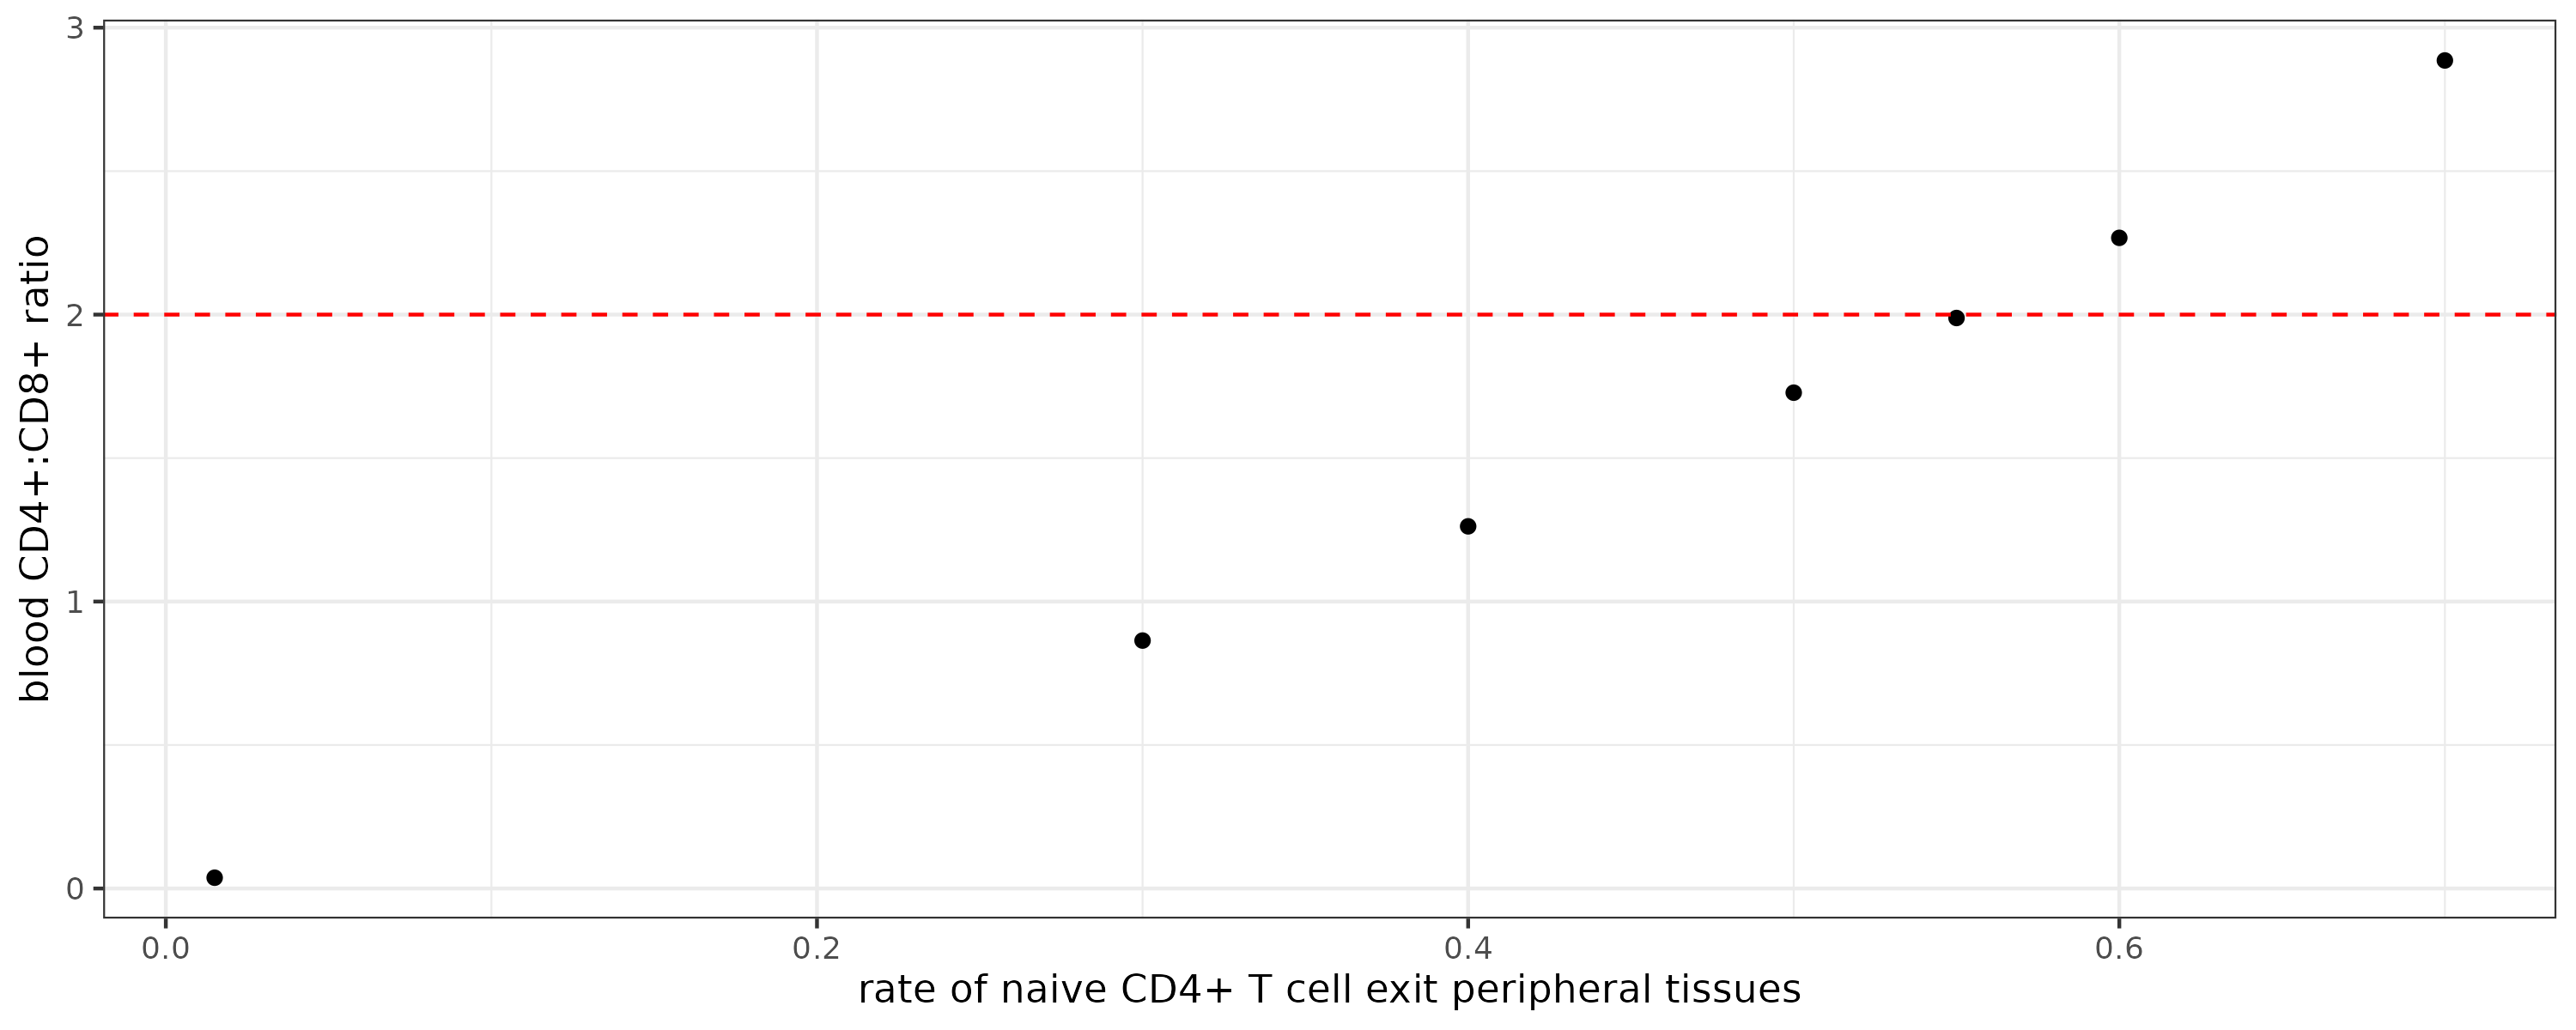 3
2
1
0
blood CD4+:CD8+ ratio
0.0 0.2 0.4 0.6
rate of naive CD4+ T cell exit peripheral tissues